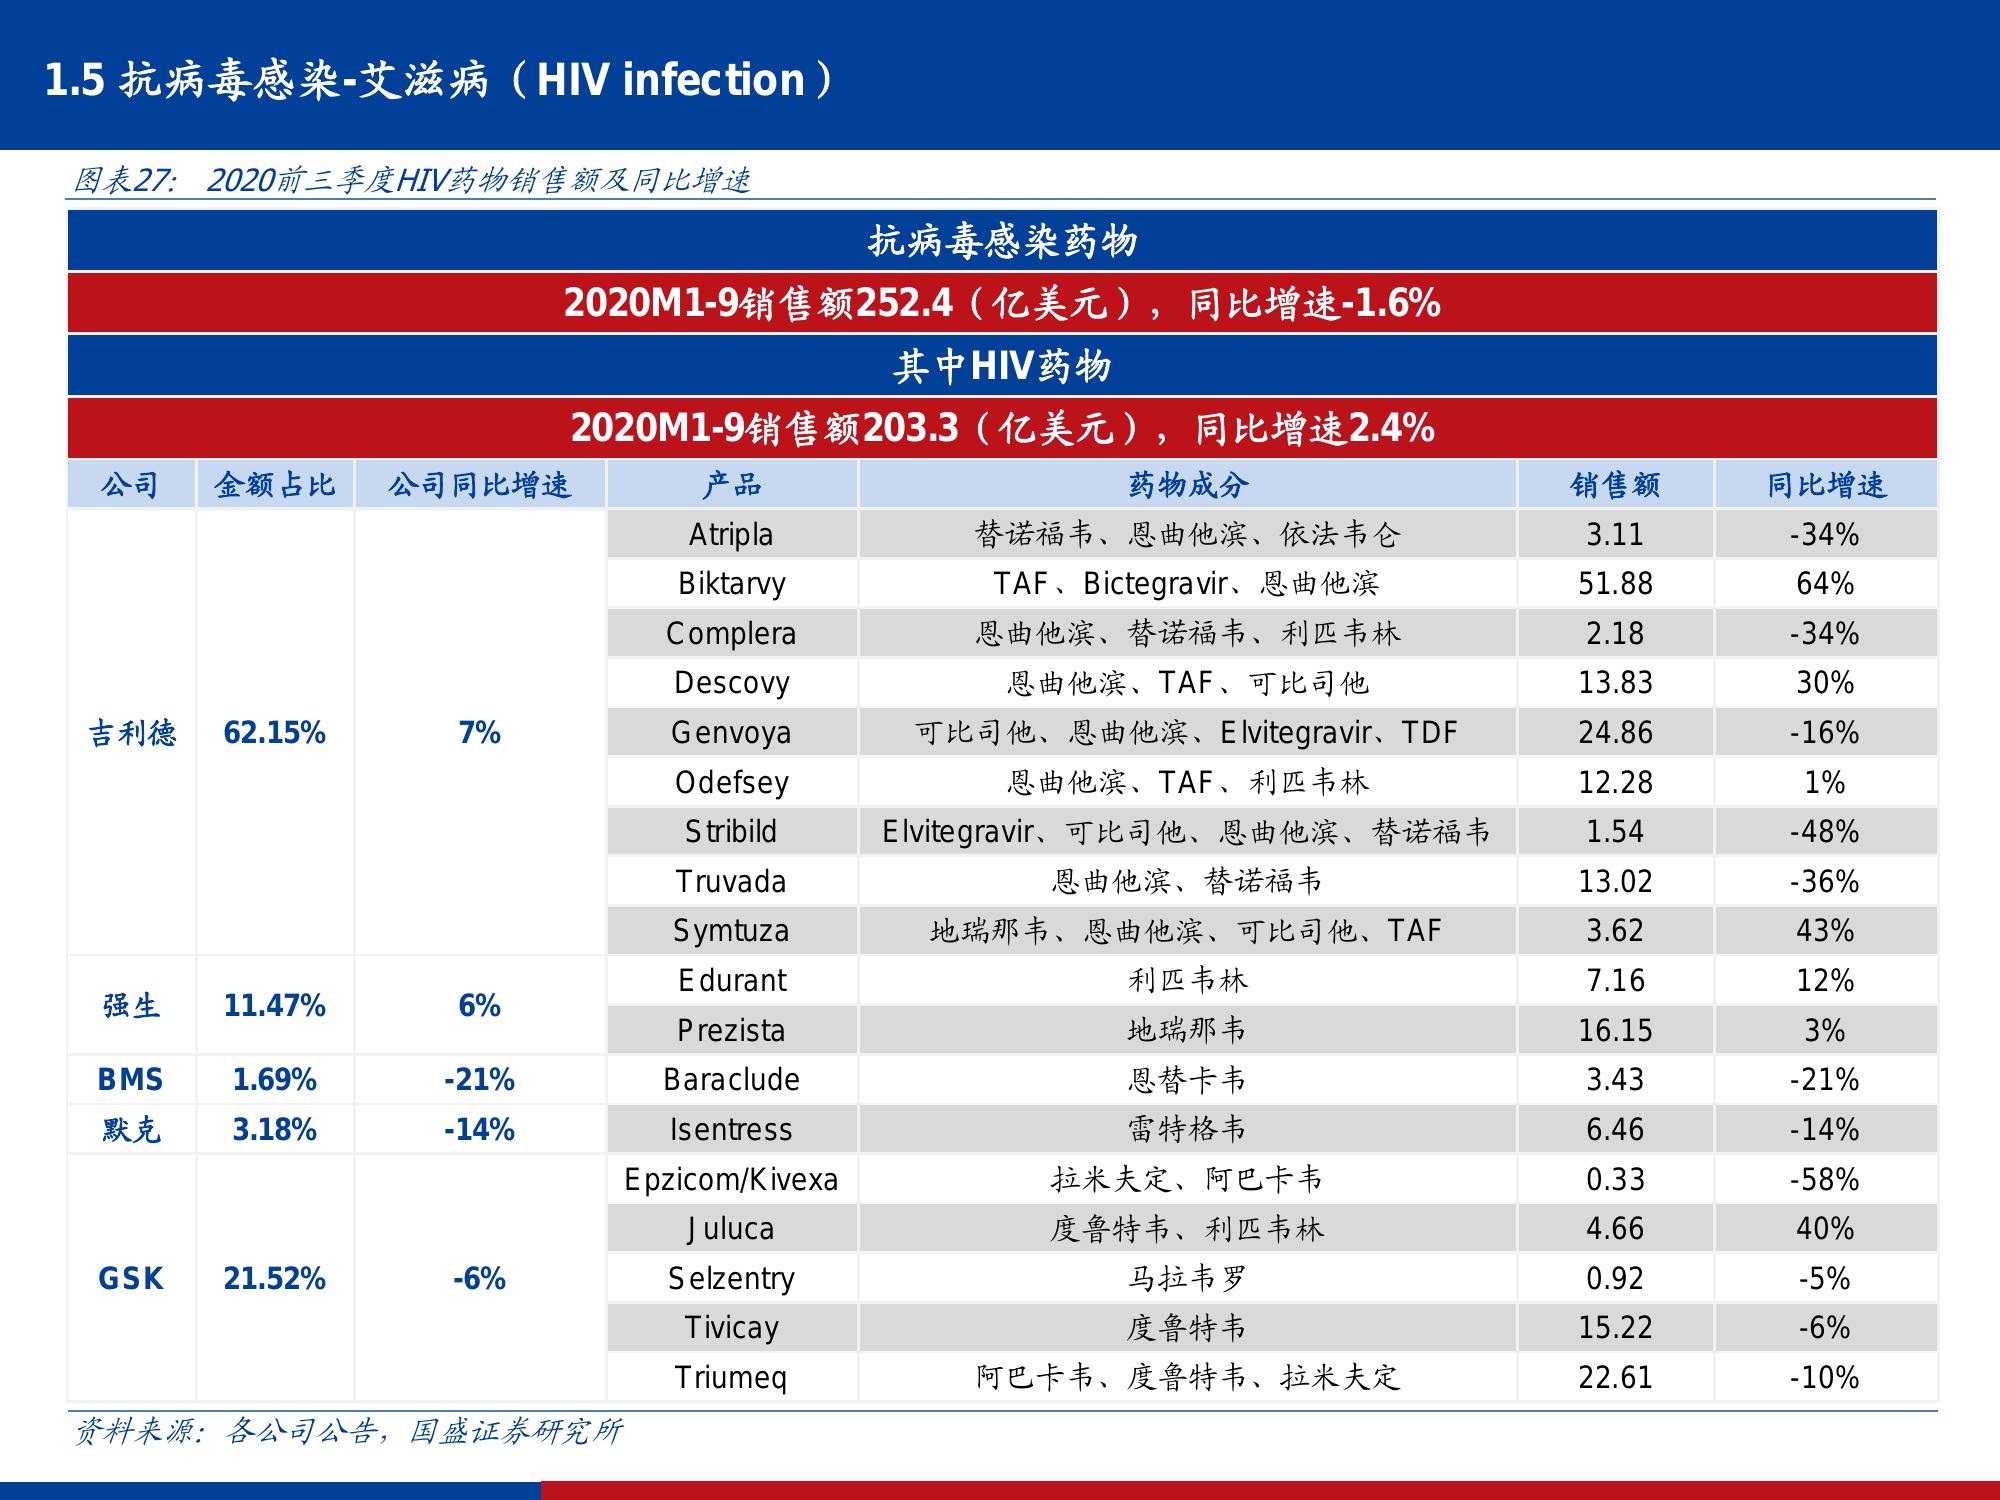 1.5 抗病毒感染-艾滋病（HIV infection）
图表27： 2020前三季度HIV药物销售额及同比增速
抗病毒感染药物
2020M1-9销售额252.4（亿美元），同比增速-1.6%
其中HIV药物
2020M1-9销售额203.3（亿美元），同比增速2.4%
公司 金额占比 公司同比增速 产品 药物成分 销售额 同比增速
Atripla 替诺福韦、恩曲他滨、依法韦仑 3.11 -34%
Biktarvy TAF、Bictegravir、恩曲他滨 51.88 64%
Complera 恩曲他滨、替诺福韦、利匹韦林 2.18 -34%
Descovy 恩曲他滨、TAF、可比司他 13.83 30%
吉利德 62.15% 7% Genvoya 可比司他、恩曲他滨、Elvitegravir、TDF 24.86 -16%
Odefsey 恩曲他滨、TAF、利匹韦林 12.28 1%
Stribild Elvitegravir、可比司他、恩曲他滨、替诺福韦 1.54 -48%
Truvada 恩曲他滨、替诺福韦 13.02 -36%
Symtuza 地瑞那韦、恩曲他滨、可比司他、TAF 3.62 43%
强生 11.47% 6% Edurant 利匹韦林 7.16 12%
Prezista 地瑞那韦 16.15 3%
BMS 1.69% -21% Baraclude 恩替卡韦 3.43 -21%
默克 3.18% -14% Isentress 雷特格韦 6.46 -14%
Epzicom/Kivexa 拉米夫定、阿巴卡韦 0.33 -58%
Juluca 度鲁特韦、利匹韦林 4.66 40%
GSK 21.52% -6% Selzentry 马拉韦罗 0.92 -5%
Tivicay 度鲁特韦 15.22 -6%
Triumeq 阿巴卡韦、度鲁特韦、拉米夫定 22.61 -10%
资料来源：各公司公告，国盛证券研究所